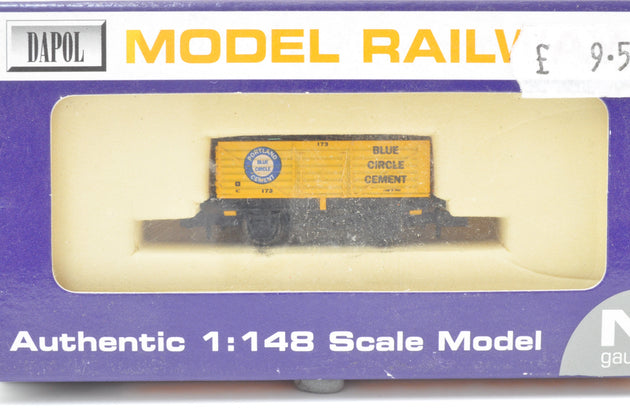 DAPOL
MODEL RAILW
£ 9.5
173
BLUE
CIRCLE
CEMENT
PORTLAND
BLUE
CIRCLE
CEMENT
173
Authentic 1:148 Scale Model
N
gau